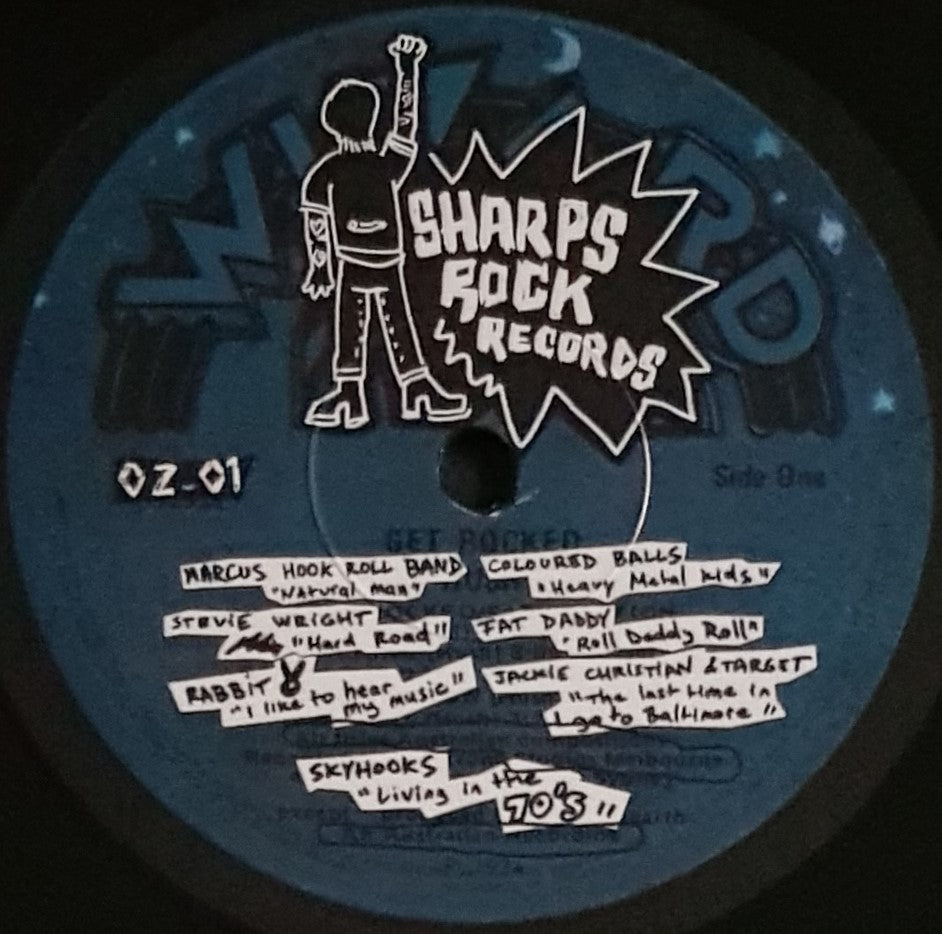 WIZARD
SHARPS
ROCK
RECORDS
OZ-01
Side One
GET ROCKED
MARCUS HOOK ROLL BAND
"Natural man"
STEVIE WRIGHT
"Hard Road"
RABBIT
"I like to hear
my music"
COLOURED BALLS
"Heavy Metal kids"
FAT DADDY
"Roll Daddy Roll"
JACKIE CHRISTIAN & TARGET
"The last time in
I go to Baltimore"
SKYHOOKS
"Living in the
70'S"